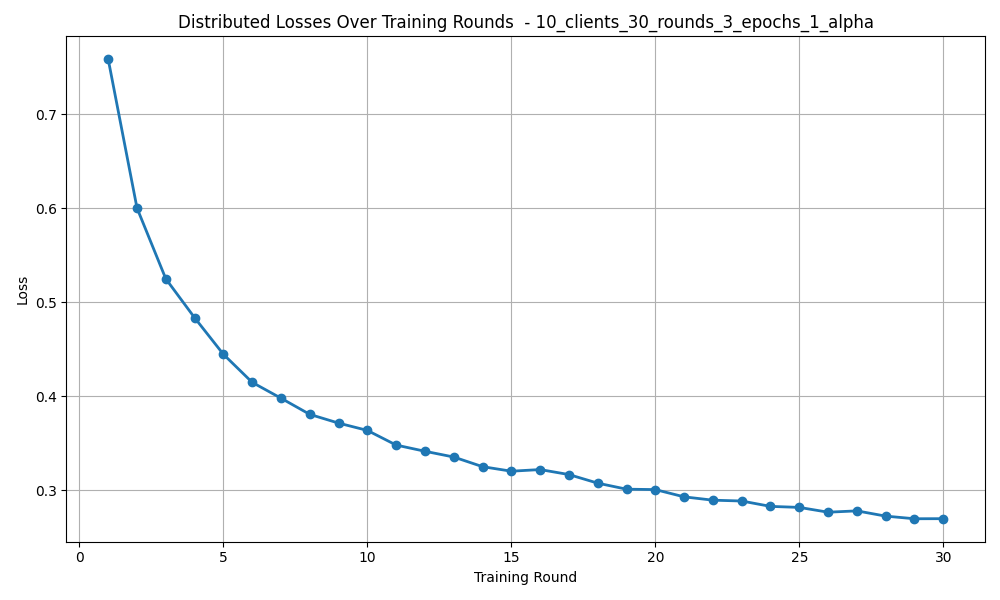 Distributed Losses Over Training Rounds  - 10_clients_30_rounds_3_epochs_1_alpha
Loss
0.7
0.6
0.5
0.4
0.3
0 5 10 15 20 25 30
Training Round